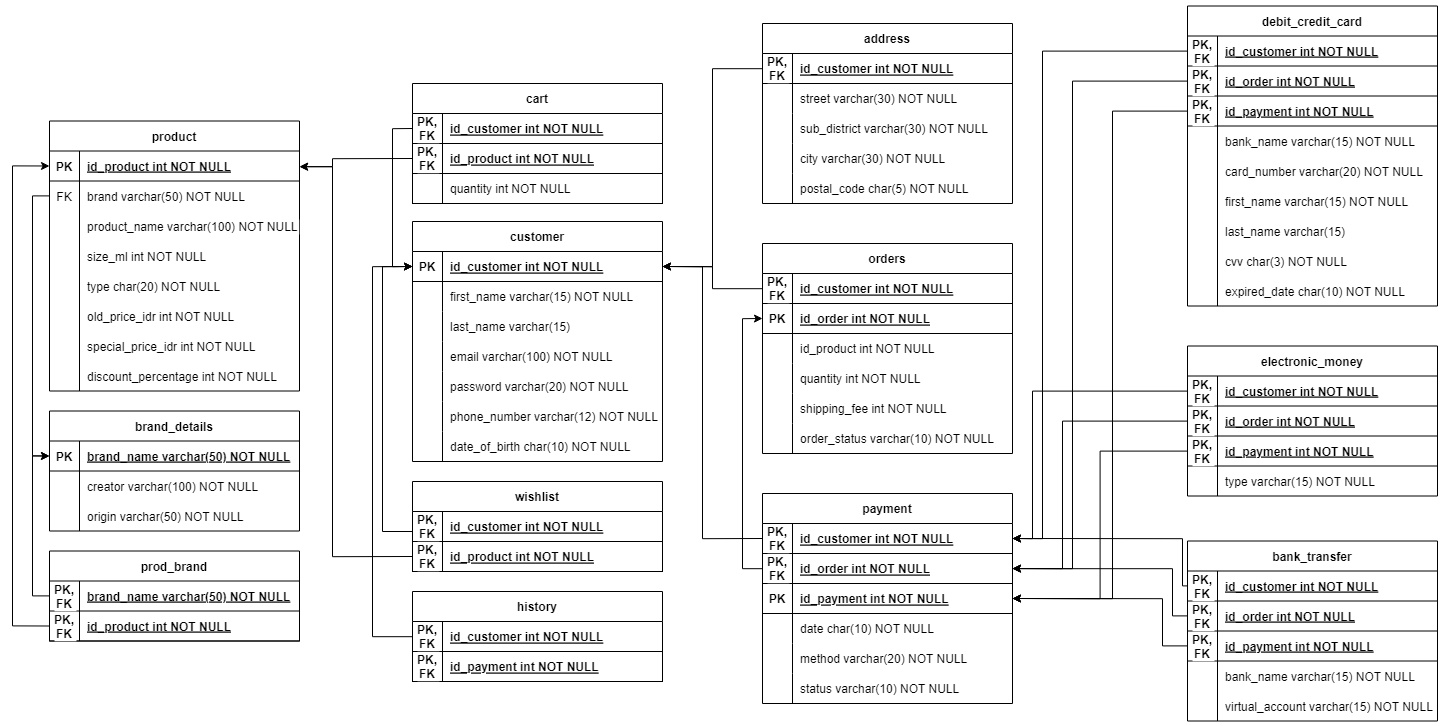 product
PK id_product int NOT NULL
FK brand varchar(50) NOT NULL
product_name varchar(100) NOT NULL
size_ml int NOT NULL
type char(20) NOT NULL
old_price_idr int NOT NULL
special_price_idr int NOT NULL
discount_percentage int NOT NULL
brand_details
PK brand_name varchar(50) NOT NULL
creator varchar(100) NOT NULL
origin varchar(50) NOT NULL
prod_brand
PK, FK brand_name varchar(50) NOT NULL
PK, FK id_product int NOT NULL
cart
PK, FK id_customer int NOT NULL
PK, FK id_product int NOT NULL
quantity int NOT NULL
customer
PK id_customer int NOT NULL
first_name varchar(15) NOT NULL
last_name varchar(15)
email varchar(100) NOT NULL
password varchar(20) NOT NULL
phone_number varchar(12) NOT NULL
date_of_birth char(10) NOT NULL
wishlist
PK, FK id_customer int NOT NULL
PK, FK id_product int NOT NULL
history
PK, FK id_customer int NOT NULL
PK, FK id_payment int NOT NULL
address
PK, FK id_customer int NOT NULL
street varchar(30) NOT NULL
sub_district varchar(30) NOT NULL
city varchar(30) NOT NULL
postal_code char(5) NOT NULL
orders
PK, FK id_customer int NOT NULL
PK id_order int NOT NULL
id_product int NOT NULL
quantity int NOT NULL
shipping_fee int NOT NULL
order_status varchar(10) NOT NULL
payment
PK, FK id_customer int NOT NULL
PK, FK id_order int NOT NULL
PK id_payment int NOT NULL
date char(10) NOT NULL
method varchar(20) NOT NULL
status varchar(10) NOT NULL
debit_credit_card
PK, FK id_customer int NOT NULL
PK, FK id_order int NOT NULL
PK, FK id_payment int NOT NULL
bank_name varchar(15) NOT NULL
card_number varchar(20) NOT NULL
first_name varchar(15) NOT NULL
last_name varchar(15)
cvv char(3) NOT NULL
expired_date char(10) NOT NULL
electronic_money
PK, FK id_customer int NOT NULL
PK, FK id_order int NOT NULL
PK, FK id_payment int NOT NULL
type varchar(15) NOT NULL
bank_transfer
PK, FK id_customer int NOT NULL
PK, FK id_order int NOT NULL
PK, FK id_payment int NOT NULL
bank_name varchar(15) NOT NULL
virtual_account varchar(15) NOT NULL